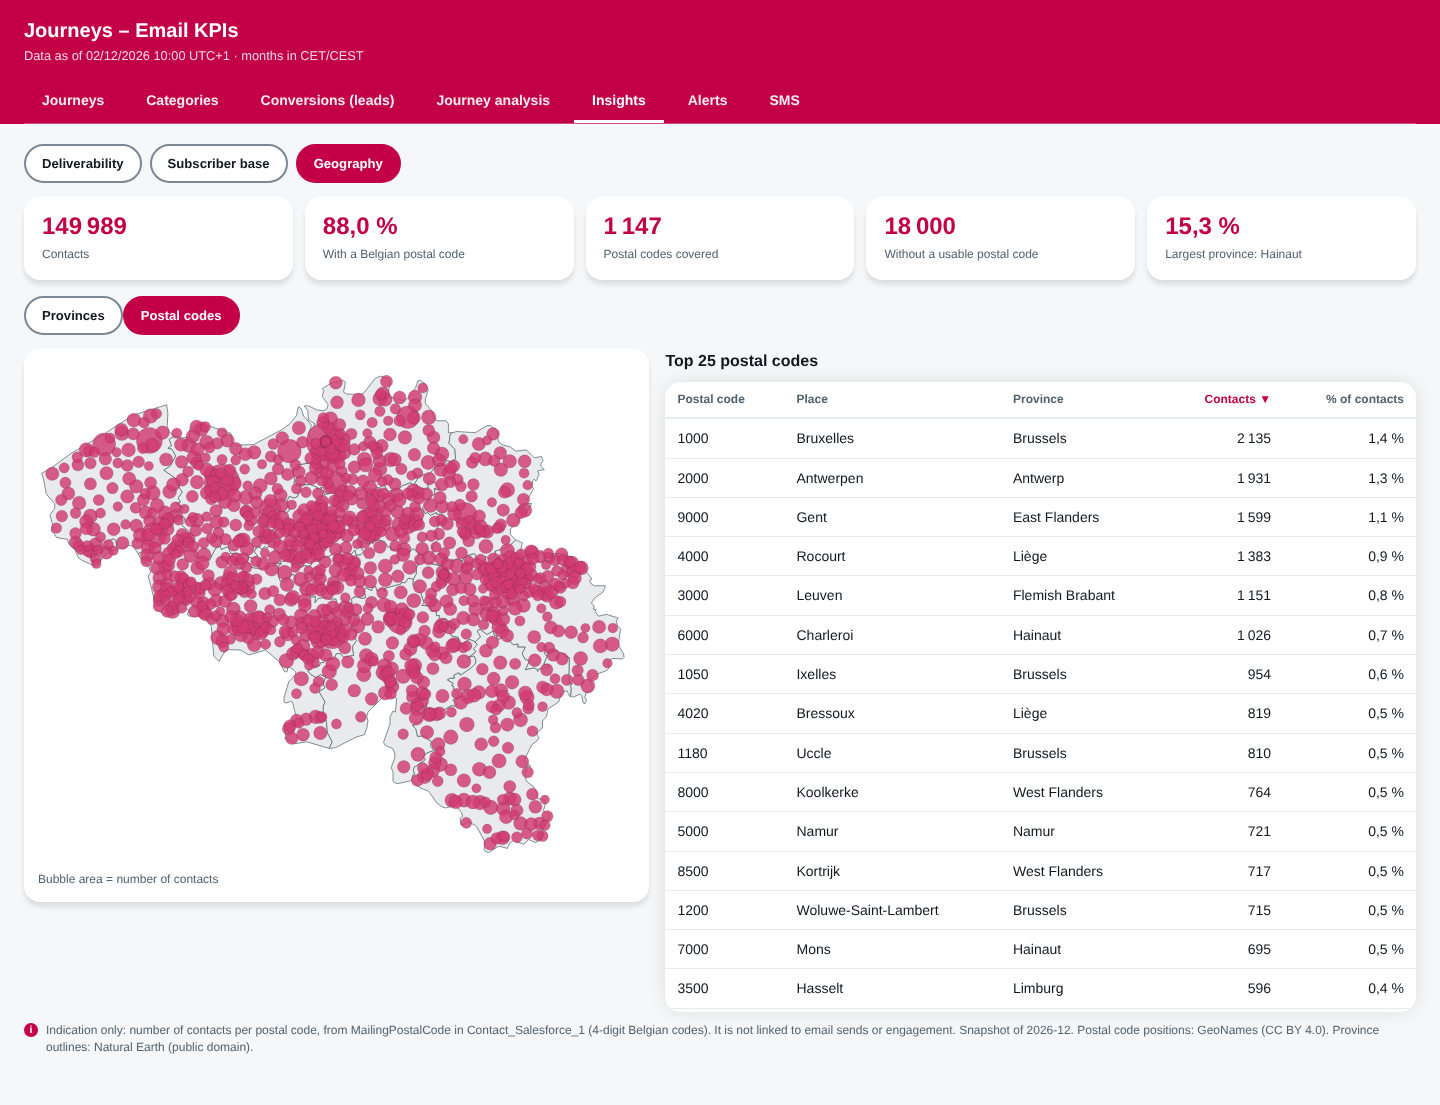 Journeys – Email KPIs
Data as of 02/12/2026 10:00 UTC+1 · months in CET/CEST
Journeys Categories Conversions (leads) Journey analysis Insights Alerts SMS
Deliverability Subscriber base Geography
149 989 88,0 % 1 147 18 000 15,3 %
Contacts With a Belgian postal code Postal codes covered Without a usable postal code Largest province: Hainaut
Provinces Postal codes
Bubble area = number of contacts
Top 25 postal codes
Postal code Place Province Contacts ▼ % of contacts
1000 Bruxelles Brussels 2 135 1,4 %
2000 Antwerpen Antwerp 1 931 1,3 %
9000 Gent East Flanders 1 599 1,1 %
4000 Rocourt Liège 1 383 0,9 %
3000 Leuven Flemish Brabant 1 151 0,8 %
6000 Charleroi Hainaut 1 026 0,7 %
1050 Ixelles Brussels 954 0,6 %
4020 Bressoux Liège 819 0,5 %
1180 Uccle Brussels 810 0,5 %
8000 Koolkerke West Flanders 764 0,5 %
5000 Namur Namur 721 0,5 %
8500 Kortrijk West Flanders 717 0,5 %
1200 Woluwe-Saint-Lambert Brussels 715 0,5 %
7000 Mons Hainaut 695 0,5 %
3500 Hasselt Limburg 596 0,4 %
i Indication only: number of contacts per postal code, from MailingPostalCode in Contact_Salesforce_1 (4-digit Belgian codes). It is not linked to email sends or engagement. Snapshot of 2026-12. Postal code positions: GeoNames (CC BY 4.0). Province
outlines: Natural Earth (public domain).